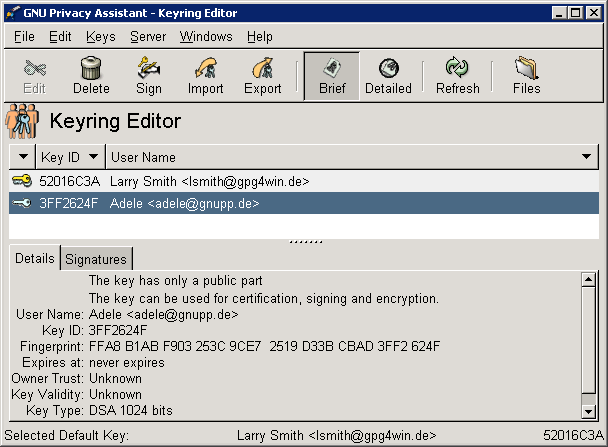 GNU Privacy Assistant - Keyring Editor
File Edit Keys Server Windows Help
Edit Delete Sign Import Export Brief Detailed Refresh Files
Keyring Editor
Key ID User Name
52016C3A Larry Smith <lsmith@gpg4win.de>
3FF2624F Adele <adele@gnupp.de>
Details Signatures
The key has only a public part
The key can be used for certification, signing and encryption.
User Name: Adele <adele@gnupp.de>
Key ID: 3FF2624F
Fingerprint: FFA8 B1AB F903 253C 9CE7  2519 D33B CBAD 3FF2 624F
Expires at: never expires
Owner Trust: Unknown
Key Validity: Unknown
Key Type: DSA 1024 bits
Selected Default Key: Larry Smith <lsmith@gpg4win.de> 52016C3A